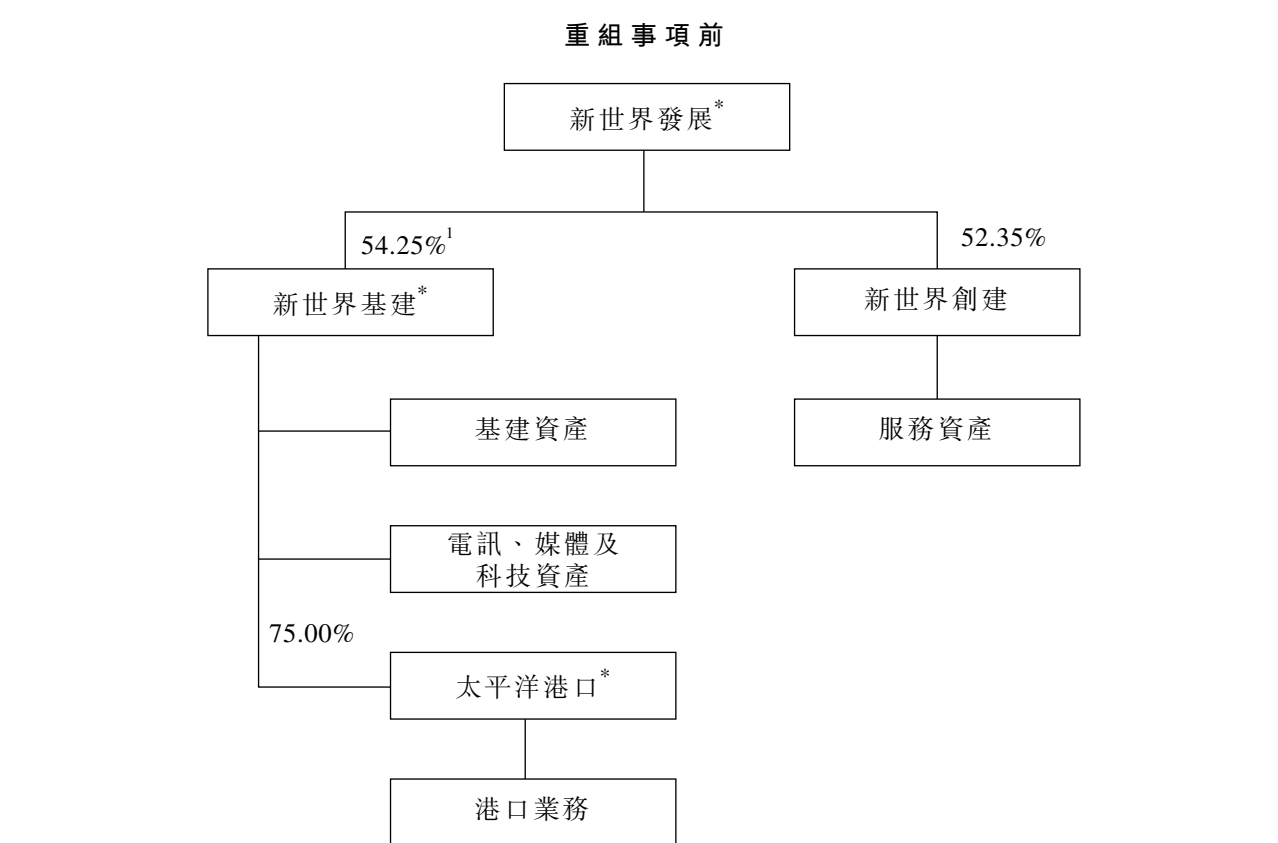 重組事項前
新世界發展*
54.25%¹
52.35%
新世界基建*
新世界創建
基建資產
服務資產
電訊、媒體及
科技資產
75.00%
太平洋港口*
港口業務